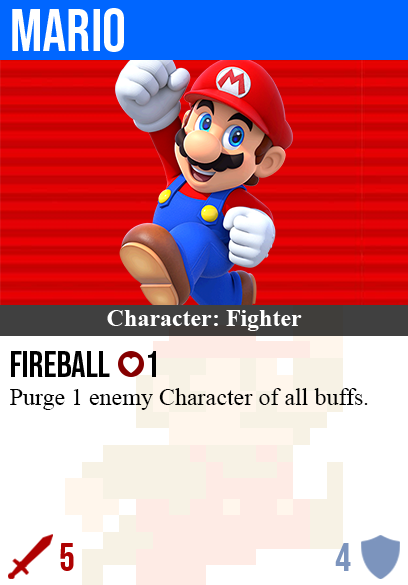 MARIO
M
Character: Fighter
FIREBALL 1
Purge 1 enemy Character of all buffs.
5
4